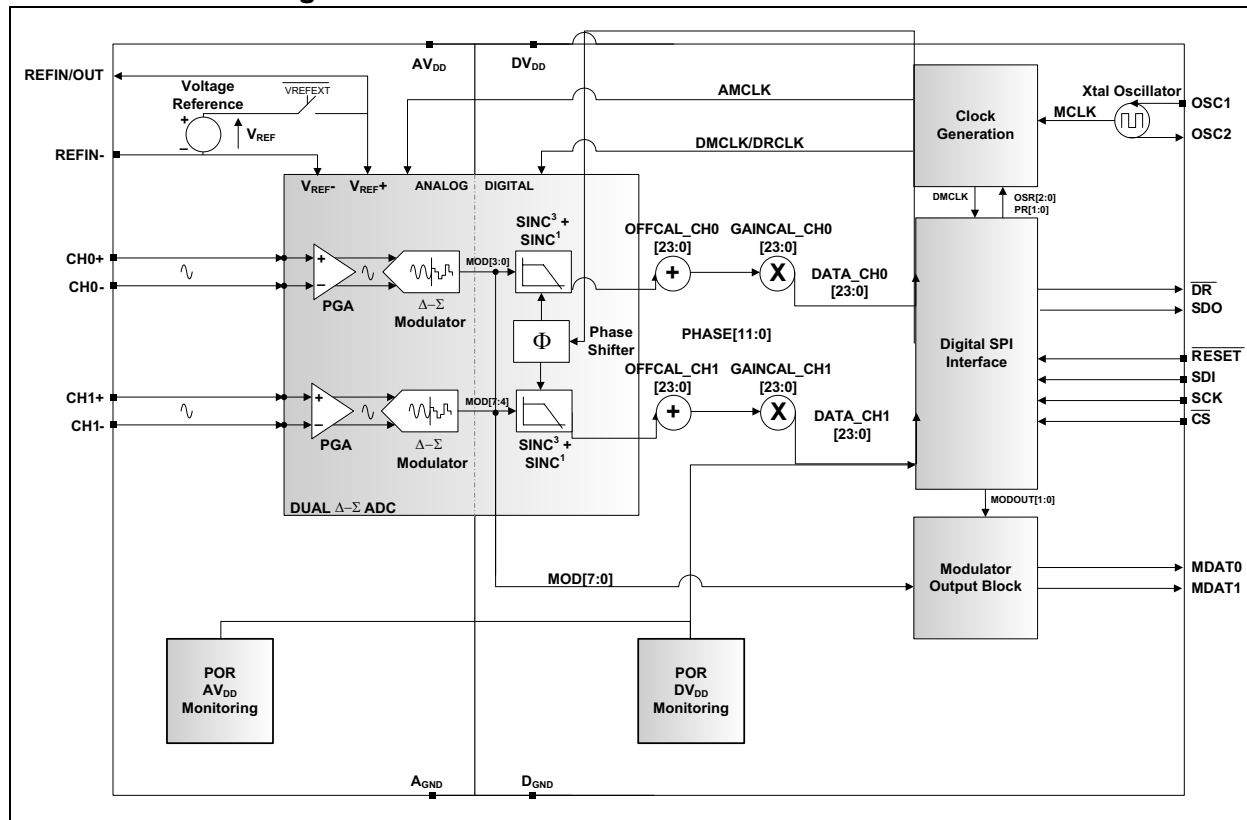 AVDD
DVDD
REFIN/OUT
Voltage
Reference
VREFEXT
+
–
VREF
REFIN-
AMCLK
DMCLK/DRCLK
Clock
Generation
Xtal Oscillator
MCLK
OSC1
OSC2
VREF-
VREF+
ANALOG
DIGITAL
DMCLK
OSR[2:0]
PR[1:0]
SINC3 +
SINC1
OFFCAL_CH0
[23:0]
GAINCAL_CH0
[23:0]
CH0+
CH0-
+
–
PGA
Δ–Σ
Modulator
MOD[3:0]
+
X
DATA_CH0
[23:0]
Φ
Phase
Shifter
PHASE[11:0]
Digital SPI
Interface
DR
SDO
RESET
SDI
SCK
CS
OFFCAL_CH1
[23:0]
GAINCAL_CH1
[23:0]
CH1+
CH1-
+
–
PGA
Δ–Σ
Modulator
MOD[7:4]
SINC3 +
SINC1
+
X
DATA_CH1
[23:0]
DUAL Δ–Σ ADC
MODOUT[1:0]
MOD[7:0]
Modulator
Output Block
MDAT0
MDAT1
POR
AVDD
Monitoring
POR
DVDD
Monitoring
AGND
DGND